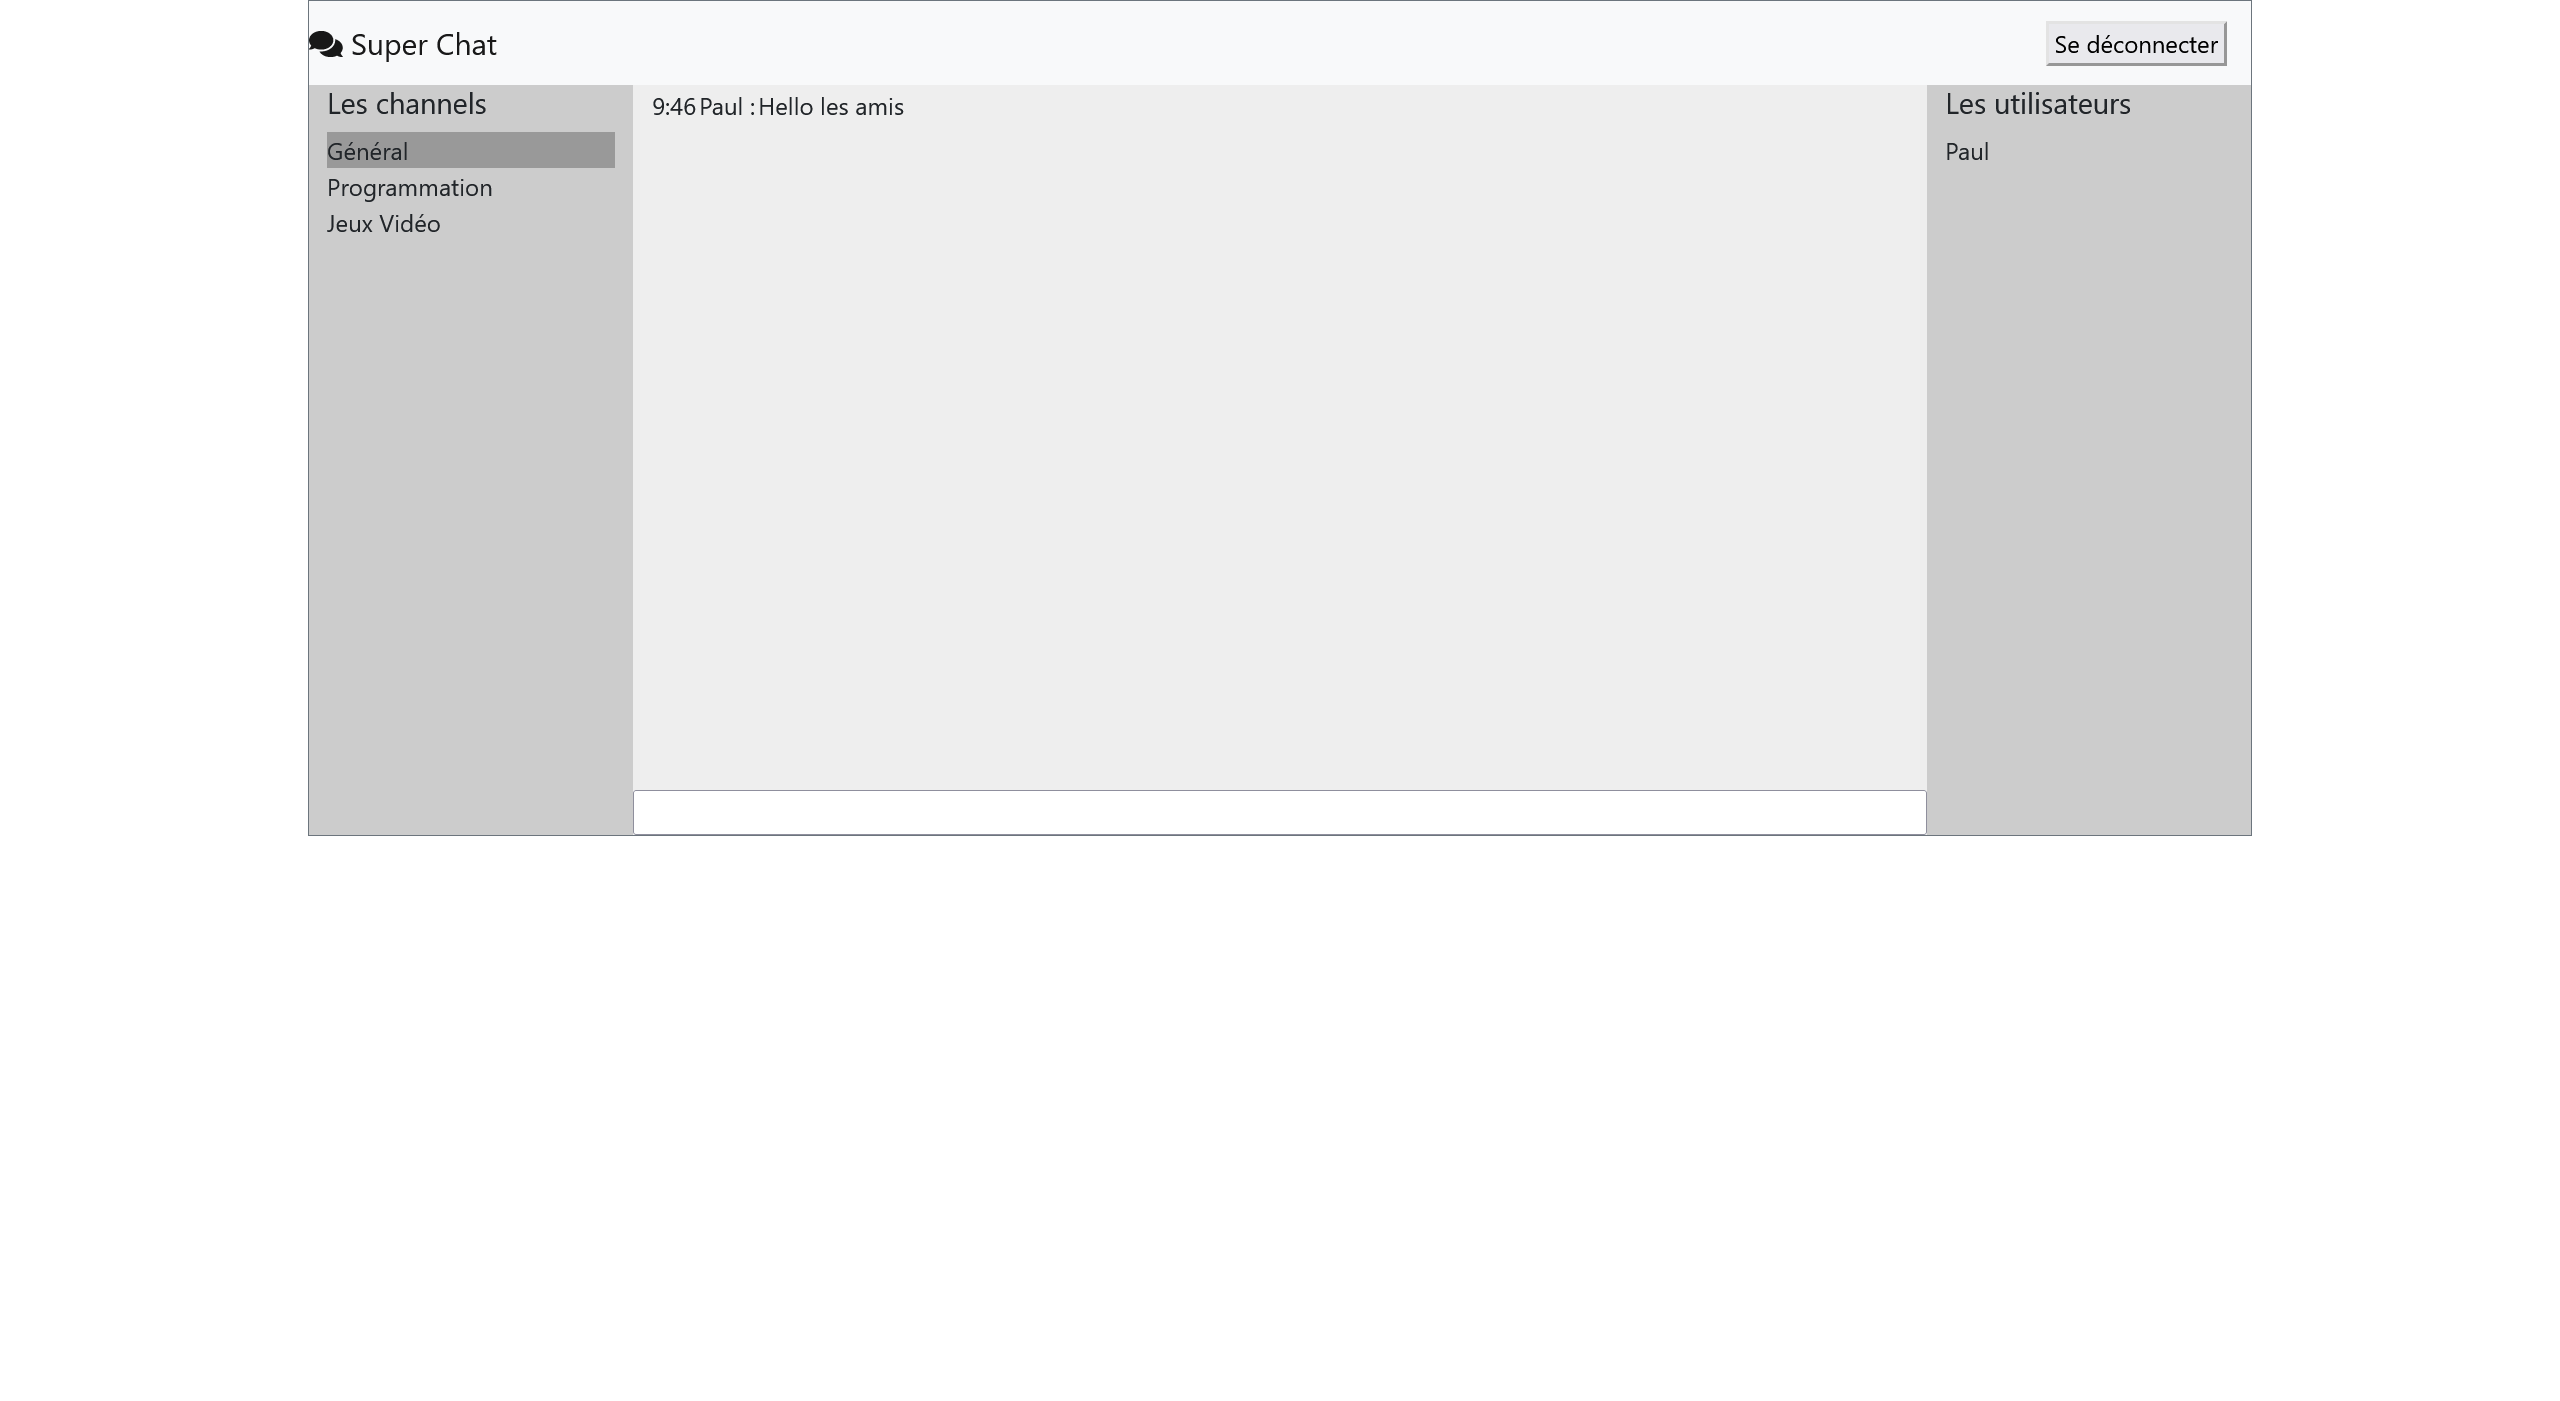 Super Chat
Se déconnecter
Les channels
Général
Programmation
Jeux Vidéo
9:46 Paul : Hello les amis
Les utilisateurs
Paul